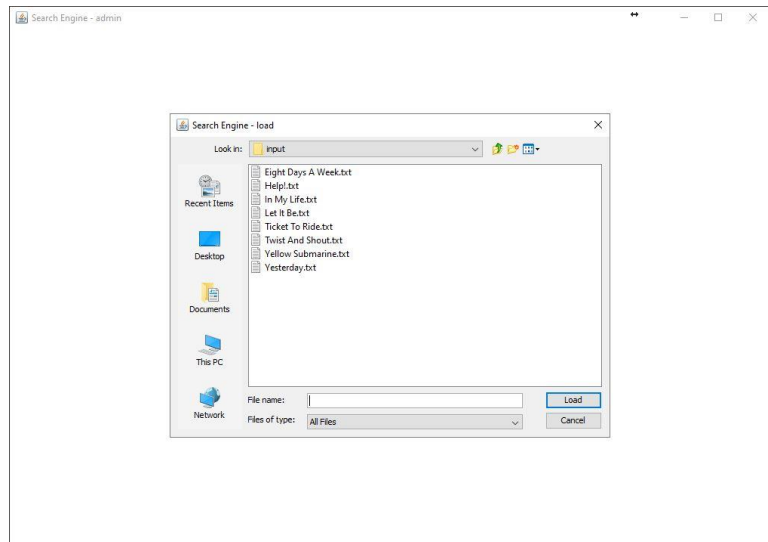 Search Engine - admin
Search Engine - load
Look in: input
Recent Items
Desktop
Documents
This PC
Network
Eight Days A Week.txt
Help!.txt
In My Life.txt
Let It Be.txt
Ticket To Ride.txt
Twist And Shout.txt
Yellow Submarine.txt
Yesterday.txt
File name: Load
Files of type: All Files Cancel